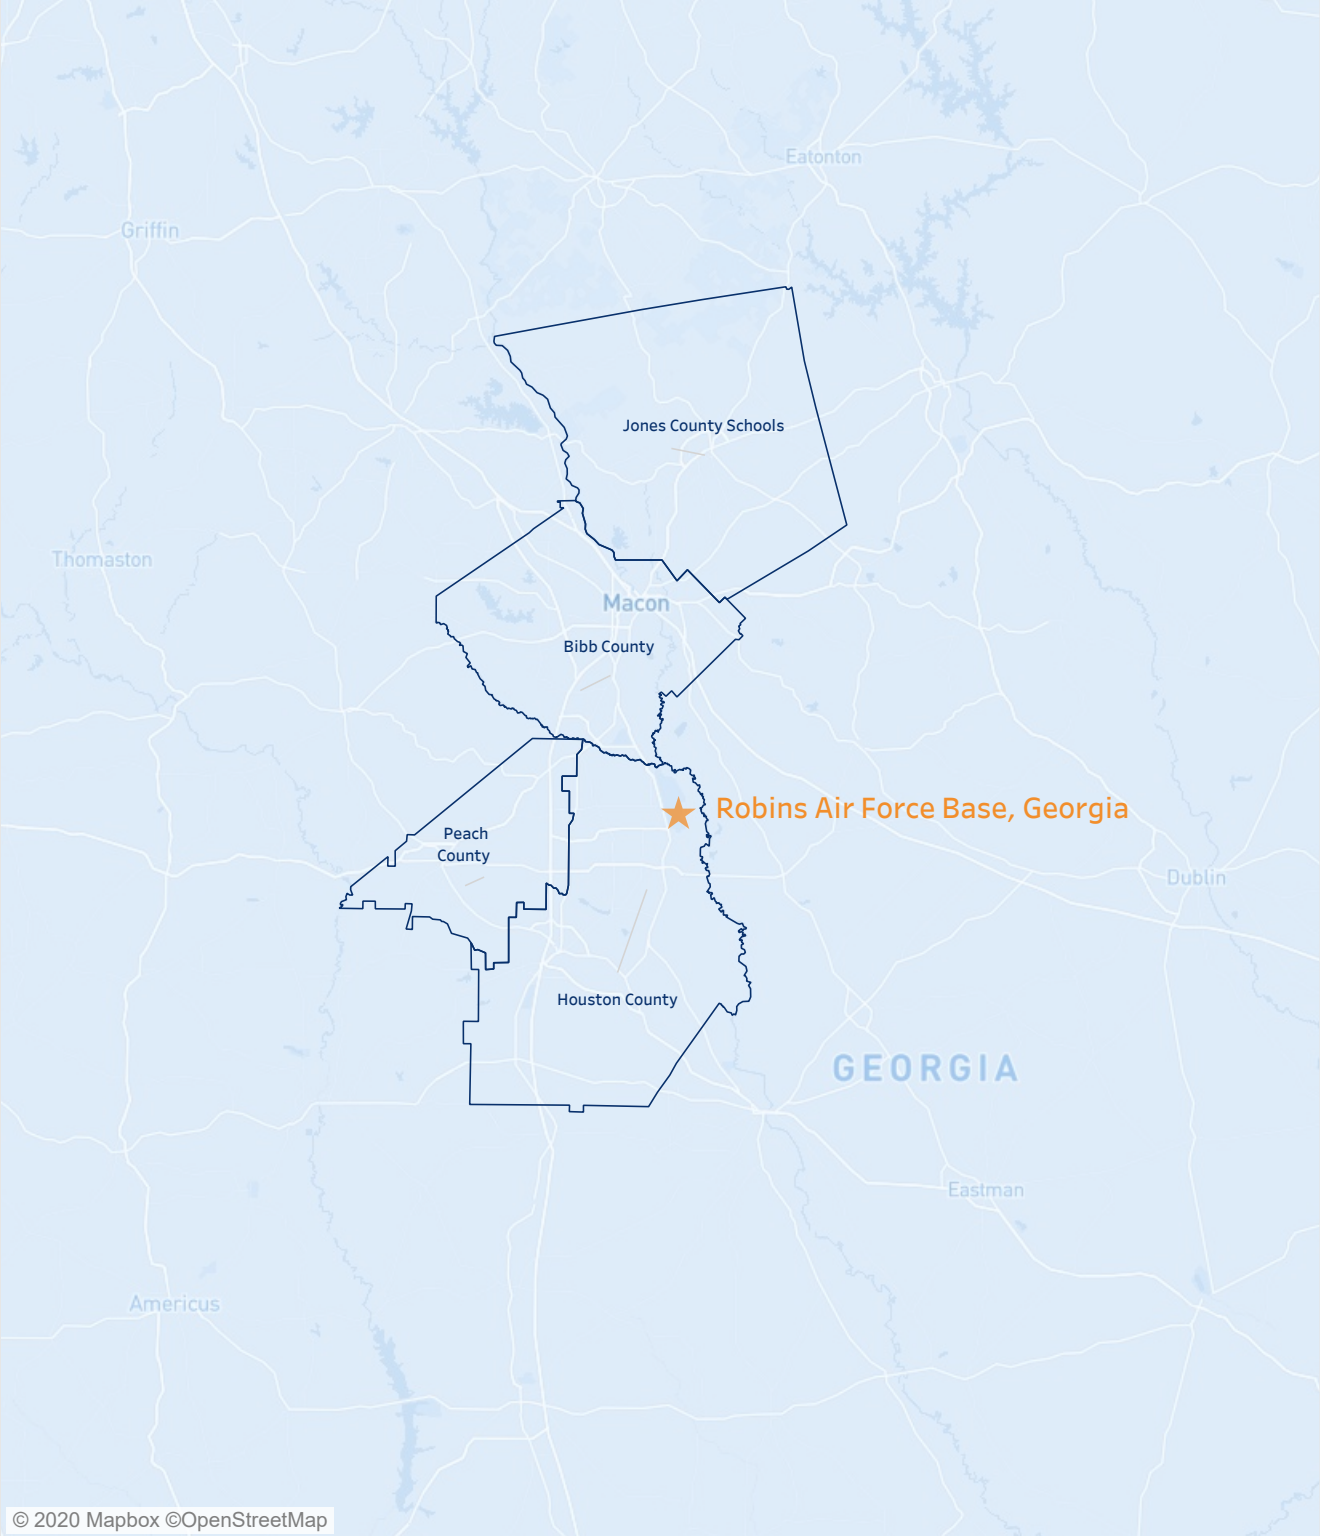 Eatonton
Griffin
Jones County Schools
Thomaston
Macon
Bibb County
Robins Air Force Base, Georgia
Peach
County
Dublin
Houston County
GEORGIA
Eastman
Americus
© 2020 Mapbox ©OpenStreetMap